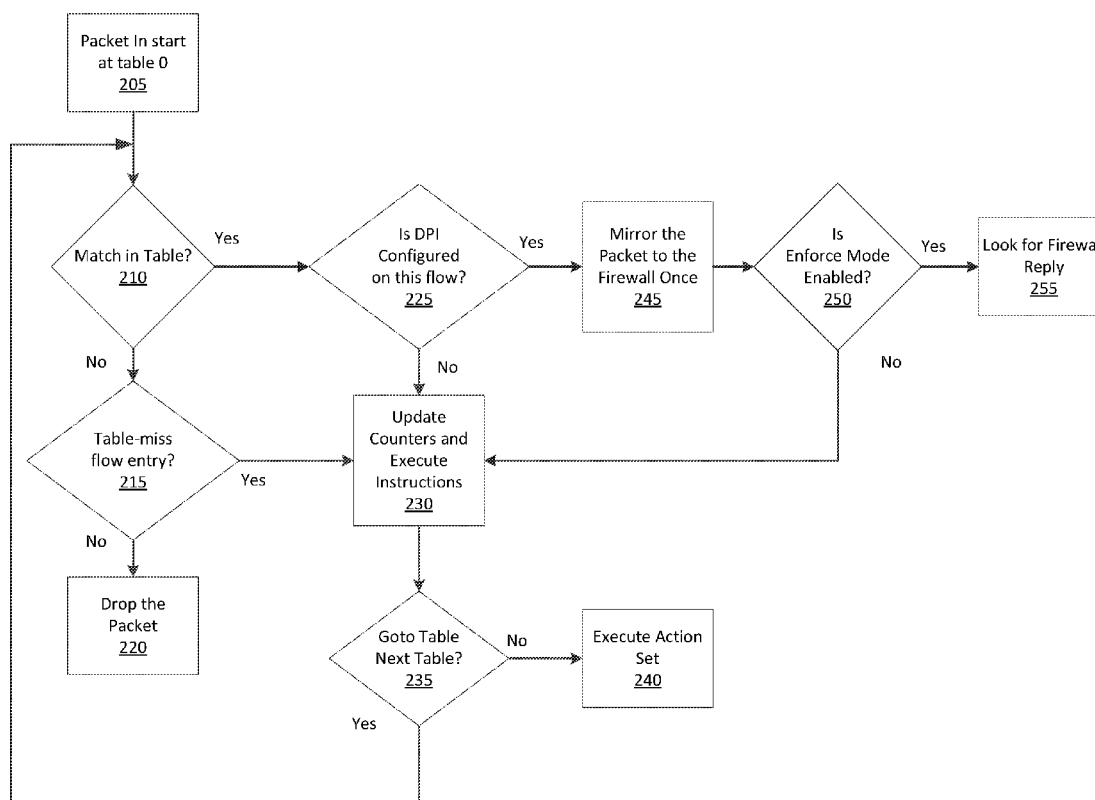 Packet In start
at table 0
205
Match in Table?
210
Yes
Is DPI
Configured
on this flow?
225
Yes
Mirror the
Packet to the
Firewall Once
245
Is
Enforce Mode
Enabled?
250
Yes
Look for Firewa
Reply
255
No
No
No
Table-miss
flow entry?
215
Yes
Update
Counters and
Execute
Instructions
230
No
Drop the
Packet
220
Goto Table
Next Table?
235
No
Execute Action
Set
240
Yes